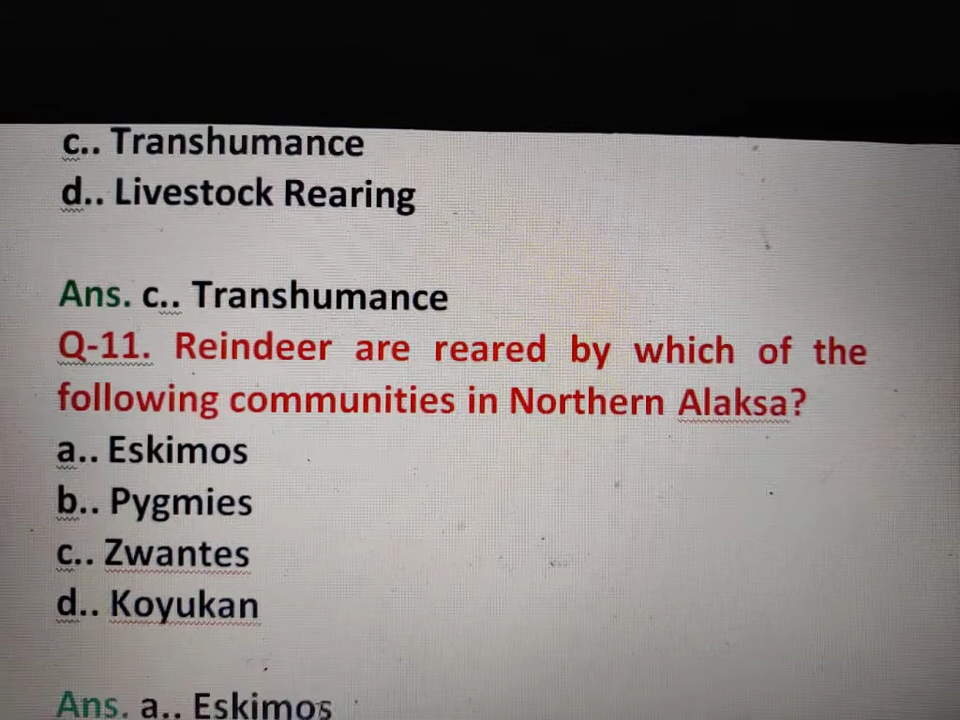 c.. Transhumance
d.. Livestock Rearing
Ans. c.. Transhumance
Q-11. Reindeer are reared by which of the
following communities in Northern Alaksa?
a.. Eskimos
b.. Pygmies
c.. Zwantes
d.. Koyukan
Ans. a.. Eskimos